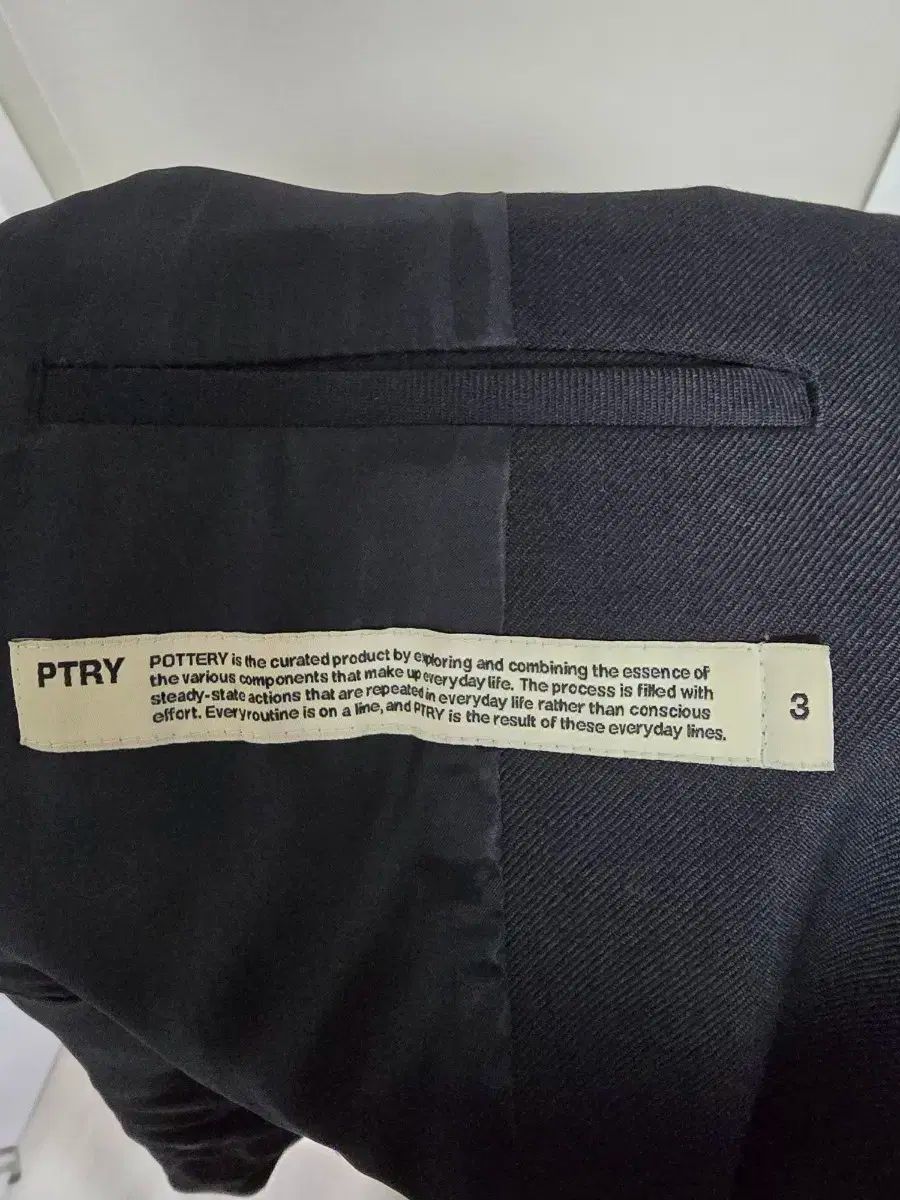 PTRY
POTTERY is the curated product by exploring and combining the essence of
the various components that make up everyday life. The process is filled with
steady-state actions that are repeated in everyday life rather than conscious
effort. Everyroutine is on a line, and PTRY is the result of these everyday lines.
3